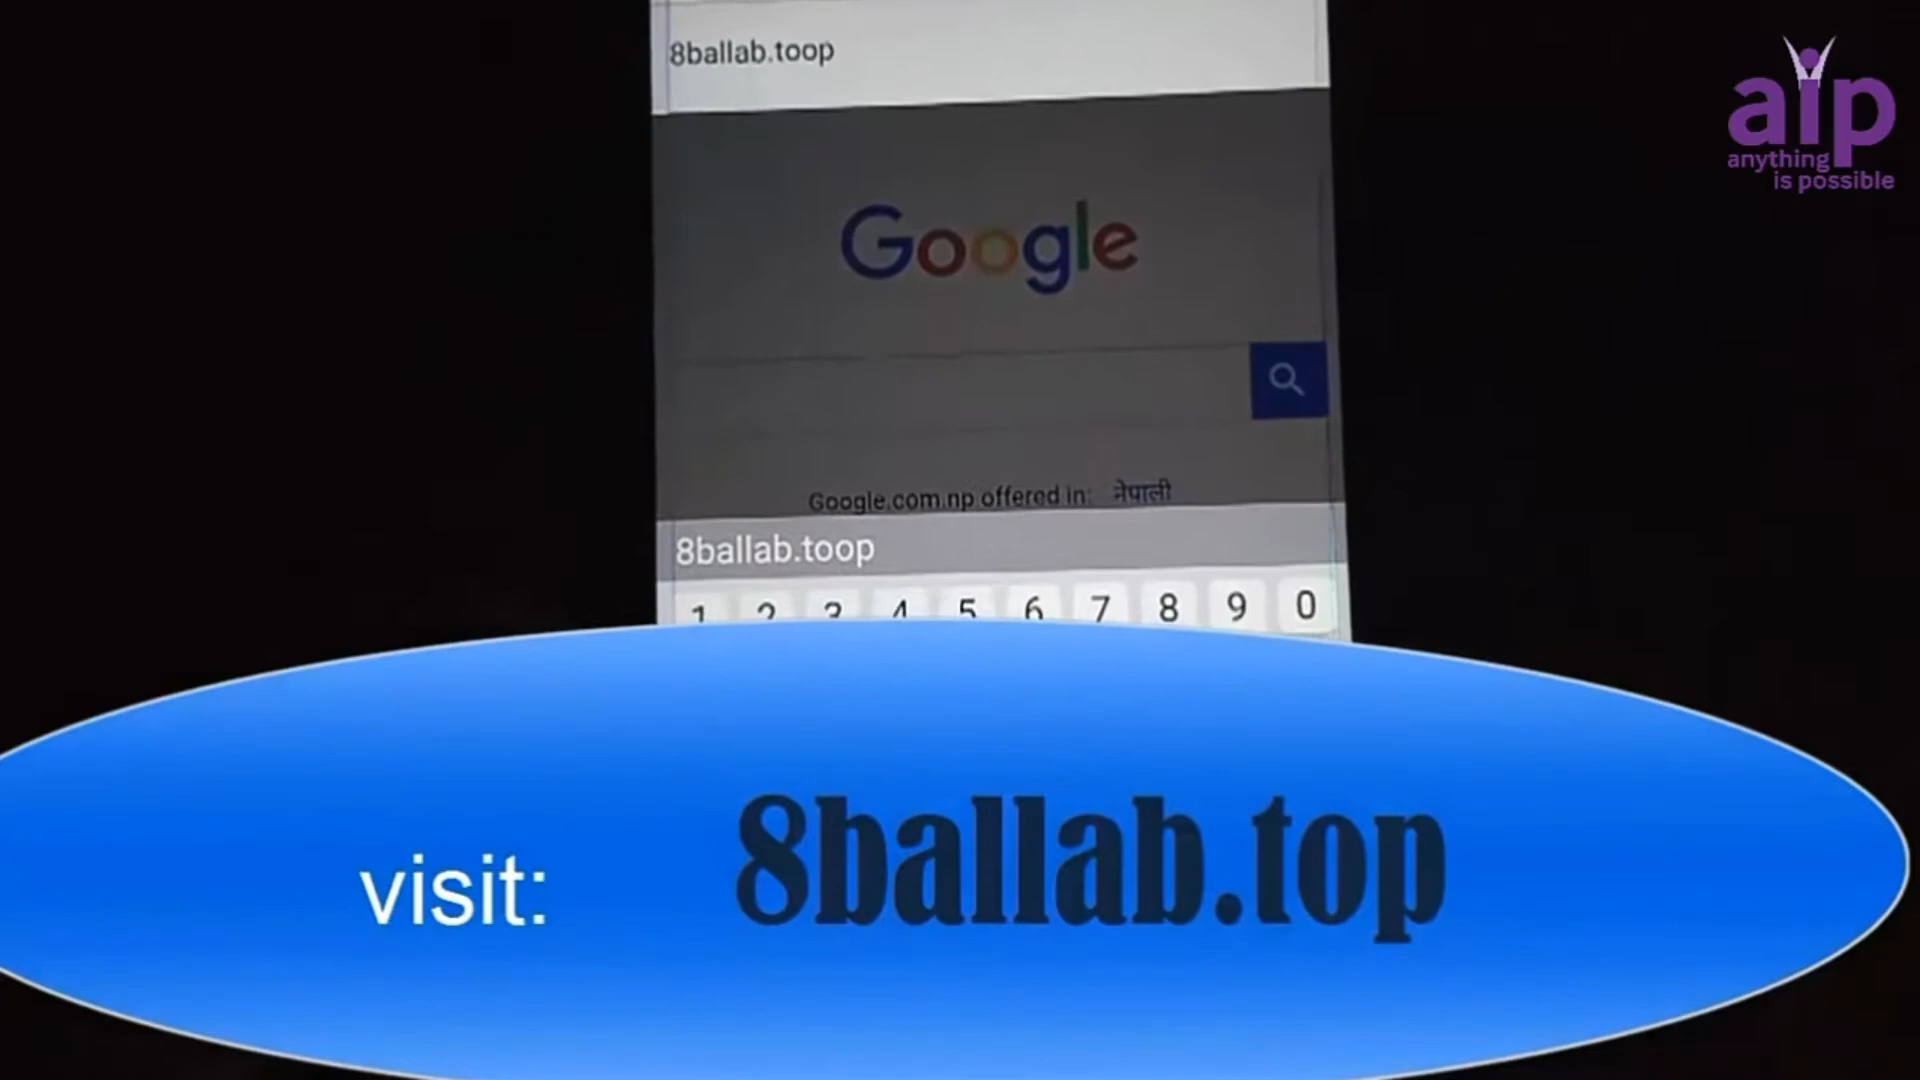 8ballab.toop
aip
anything
is possible
Google
Google.com.np offered in: नेपाली
8ballab.toop
1 2 3 4 5 6 7 8 9 0
visit: 8ballab.top